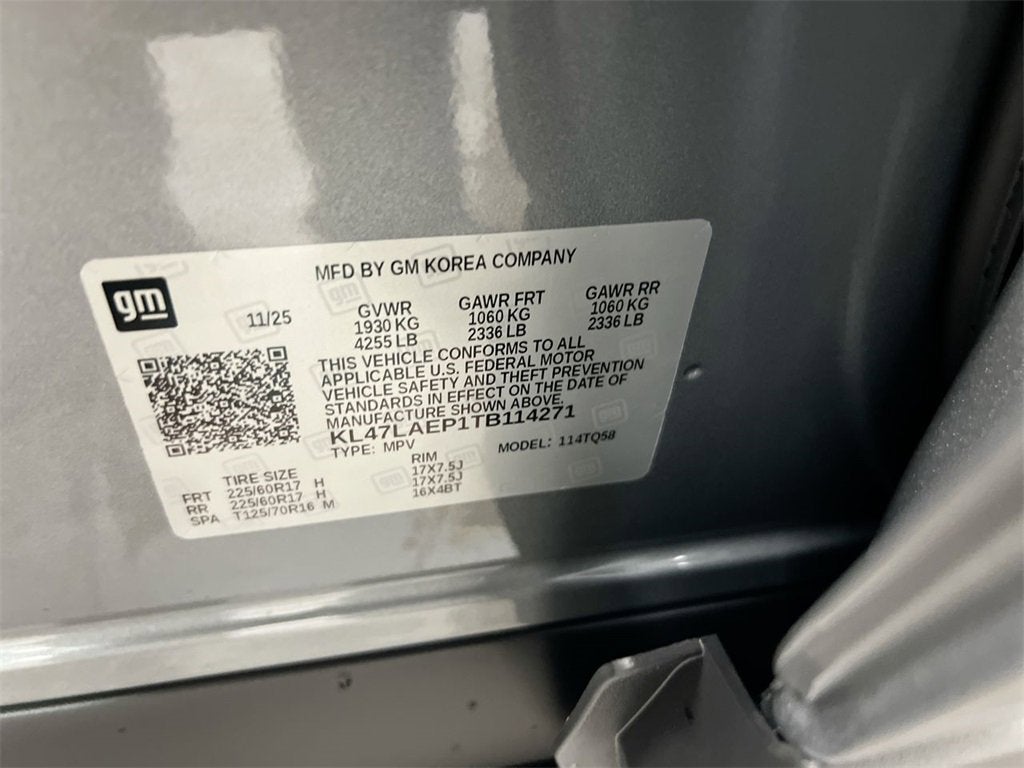 MFD BY GM KOREA COMPANY
gm
11/25
GVWR GAWR FRT GAWR RR
1930 KG 1060 KG 1060 KG
4255 LB 2336 LB 2336 LB
THIS VEHICLE CONFORMS TO ALL
APPLICABLE U.S. FEDERAL MOTOR
VEHICLE SAFETY AND THEFT PREVENTION
STANDARDS IN EFFECT ON THE DATE OF
MANUFACTURE SHOWN ABOVE.
KL47LAEP1TB114271
TYPE: MPV MODEL: 114TQ58
TIRE SIZE RIM
FRT 225/60R17 H 17X7.5J
RR 225/60R17 H 17X7.5J
SPA T125/70R16 M 16X4BT